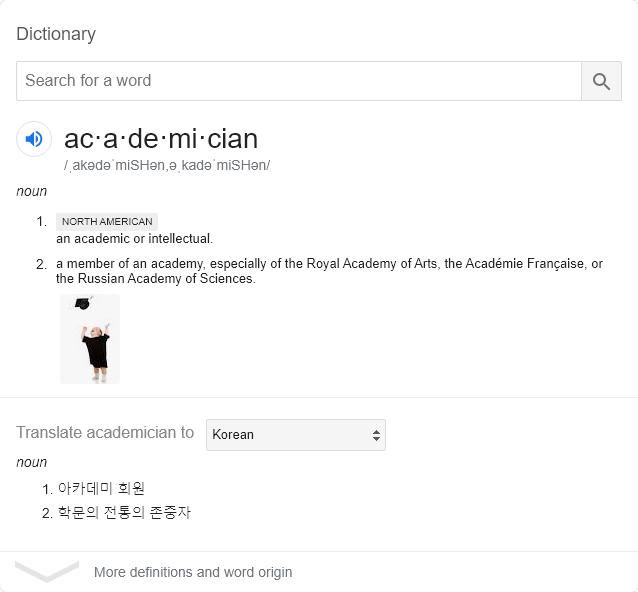 Dictionary
Search for a word
ac·a·de·mi·cian
/ˌakədəˈmiSHən,əˌkadəˈmiSHən/
noun
1. NORTH AMERICAN
an academic or intellectual.
2. a member of an academy, especially of the Royal Academy of Arts, the Académie Française, or
the Russian Academy of Sciences.
Translate academician to Korean
noun
1. 아카데미 회원
2. 학문의 전통의 존중자
More definitions and word origin